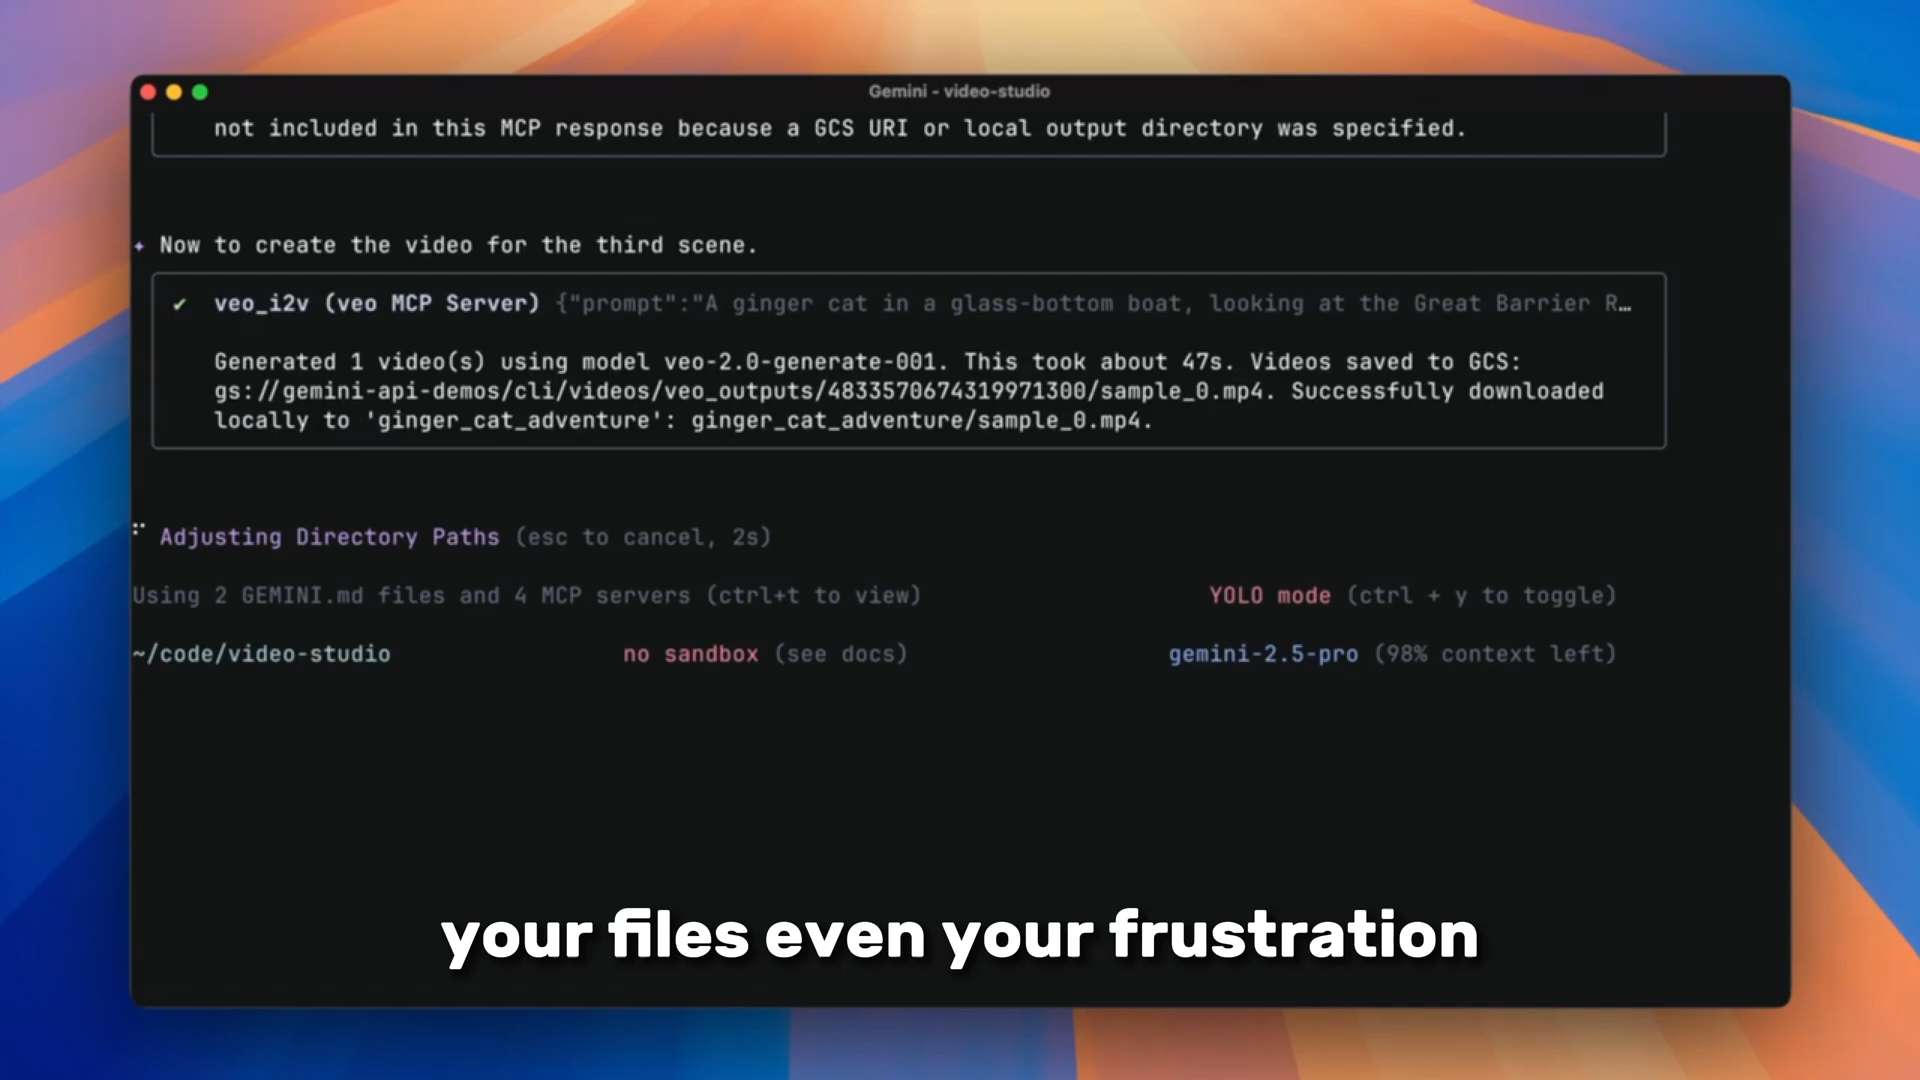 Gemini - video-studio
not included in this MCP response because a GCS URI or local output directory was specified.
✦ Now to create the video for the third scene.
✔ veo_i2v (veo MCP Server) {"prompt":"A ginger cat in a glass-bottom boat, looking at the Great Barrier R…
Generated 1 video(s) using model veo-2.0-generate-001. This took about 47s. Videos saved to GCS:
gs://gemini-api-demos/cli/videos/veo_outputs/4833570674319971300/sample_0.mp4. Successfully downloaded
locally to 'ginger_cat_adventure': ginger_cat_adventure/sample_0.mp4.
Adjusting Directory Paths (esc to cancel, 2s)
Using 2 GEMINI.md files and 4 MCP servers (ctrl+t to view) YOLO mode (ctrl + y to toggle)
~/code/video-studio no sandbox (see docs) gemini-2.5-pro (98% context left)
your files even your frustration